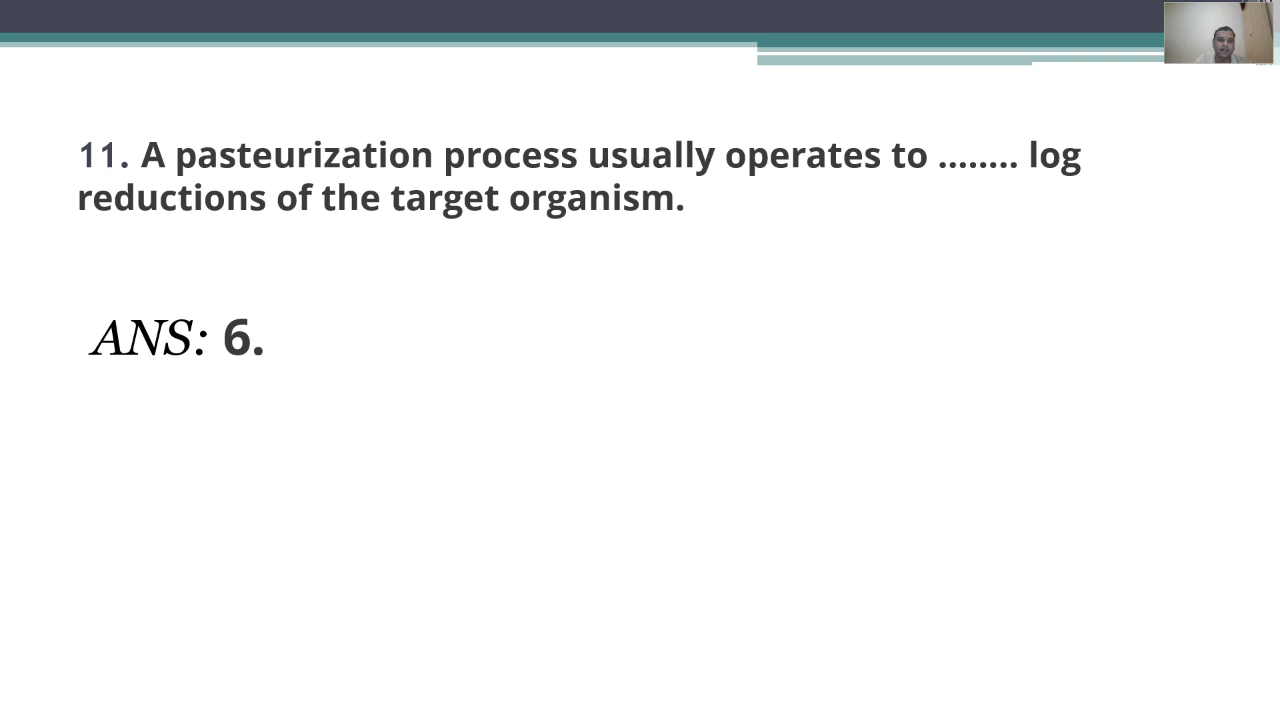 11. A pasteurization process usually operates to ........ log
reductions of the target organism.
ANS: 6.